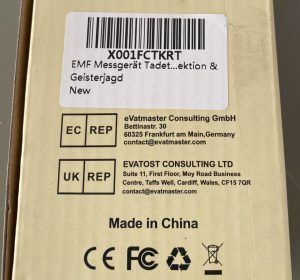 X001FCTKRT
EMF Messgerät Tadet...ektion &
Geisterjagd
New
EC REP
eVatmaster Consulting GmbH
Bettinastr. 30
60325 Frankfurt am Main,Germany
contact@evatmaster.com
UK REP
EVATOST CONSULTING LTD
Suite 11, First Floor, Moy Road Business
Centre, Taffs Well, Cardiff, Wales, CF15 7QR
contact@evatmaster.com
Made in China
CE FC